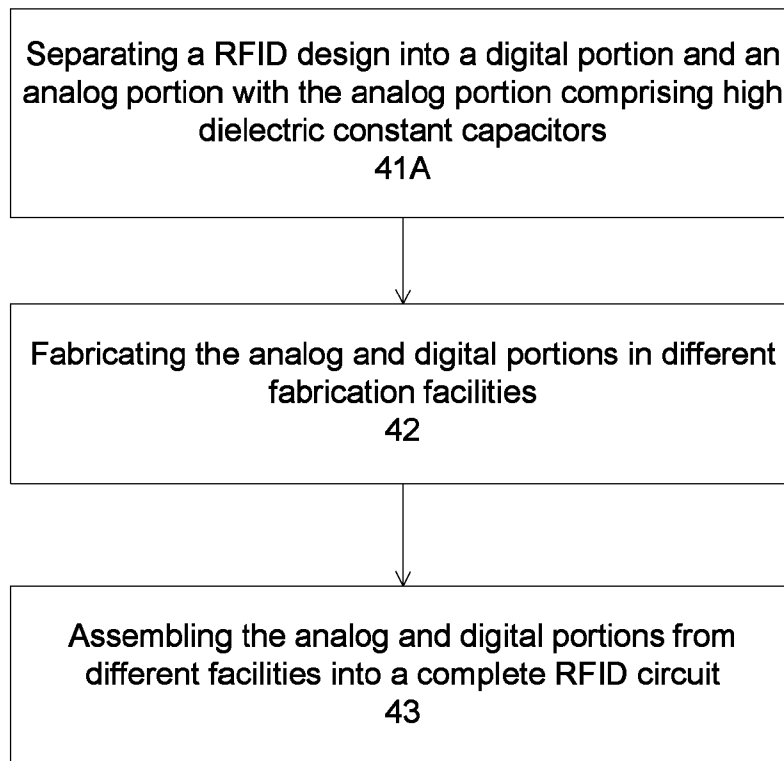 Separating a RFID design into a digital portion and an
analog portion with the analog portion comprising high
dielectric constant capacitors
41A
Fabricating the analog and digital portions in different
fabrication facilities
42
Assembling the analog and digital portions from
different facilities into a complete RFID circuit
43